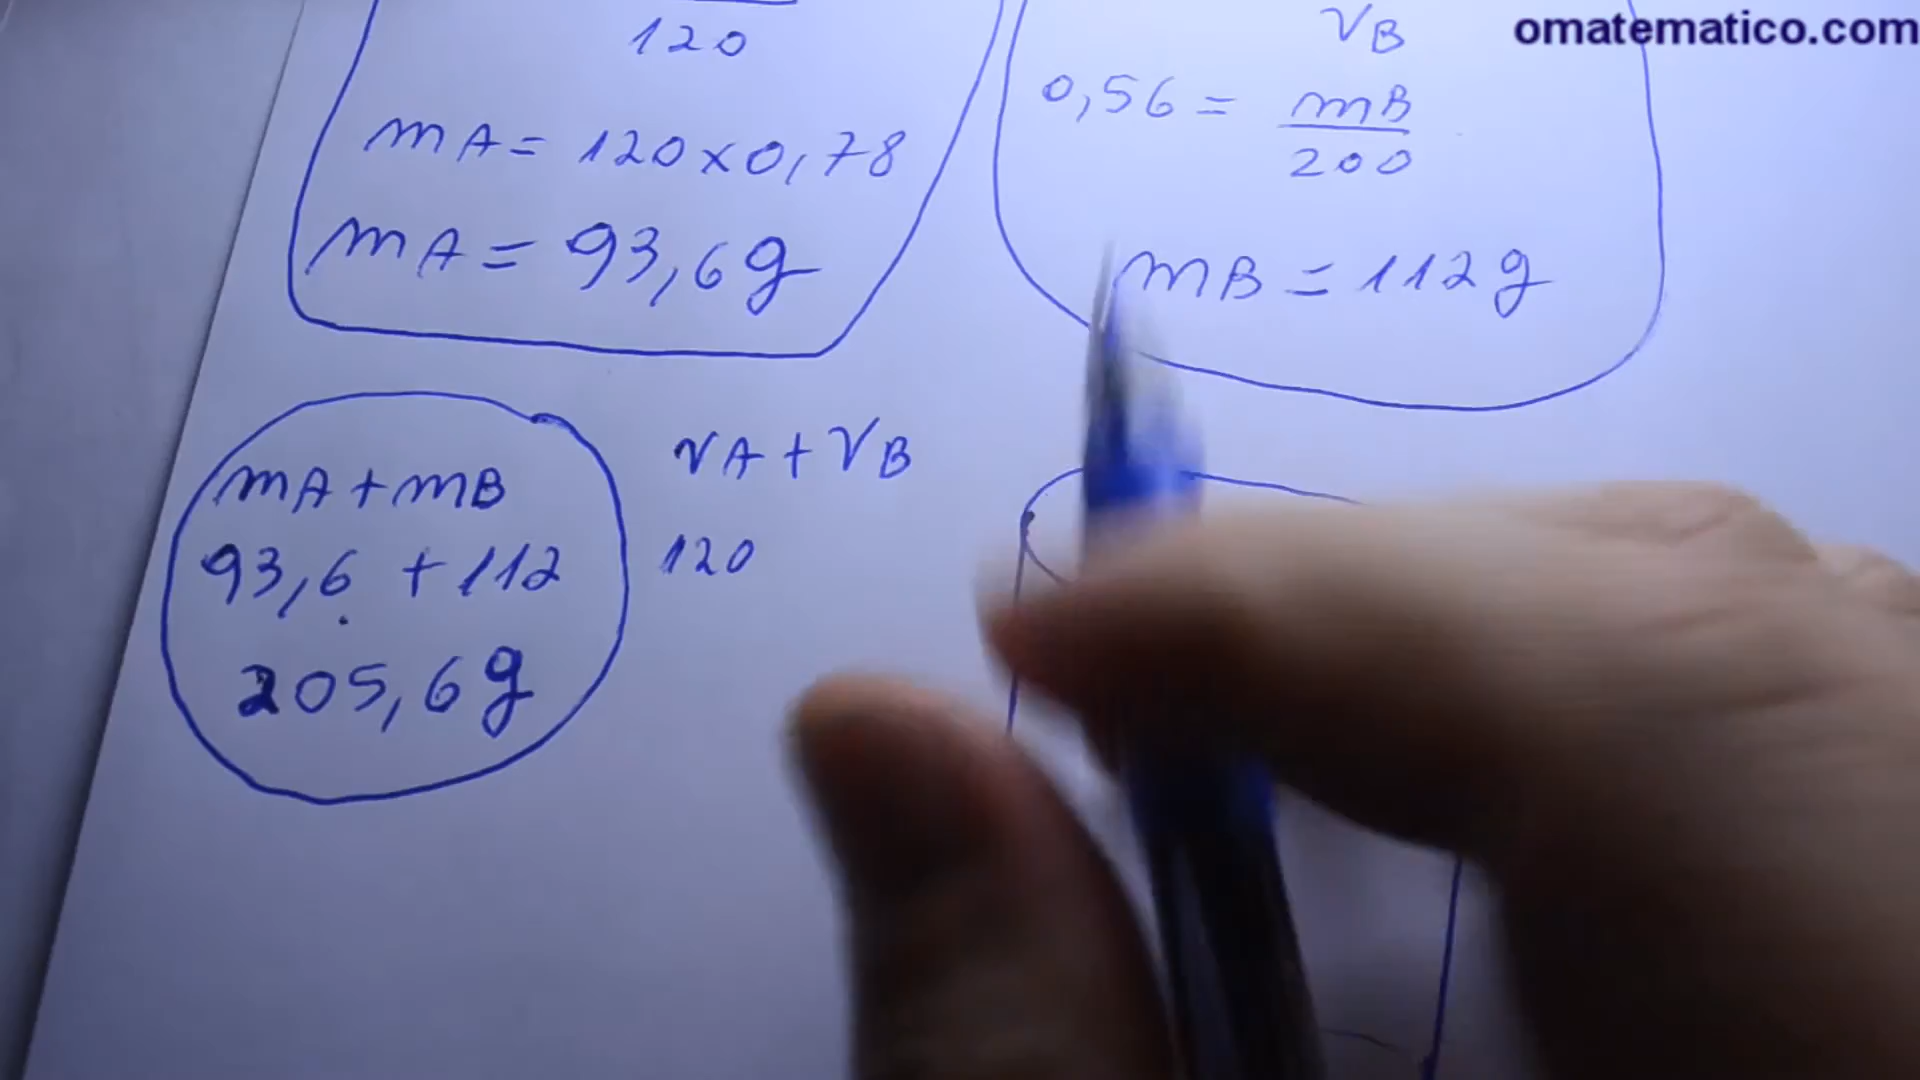 omatematico.com
120
mA = 120 x 0,78
mA = 93,6g
VB
0,56 = mB
200
mB = 112g
mA + mB
93,6 + 112
205,6g
VA + VB
120